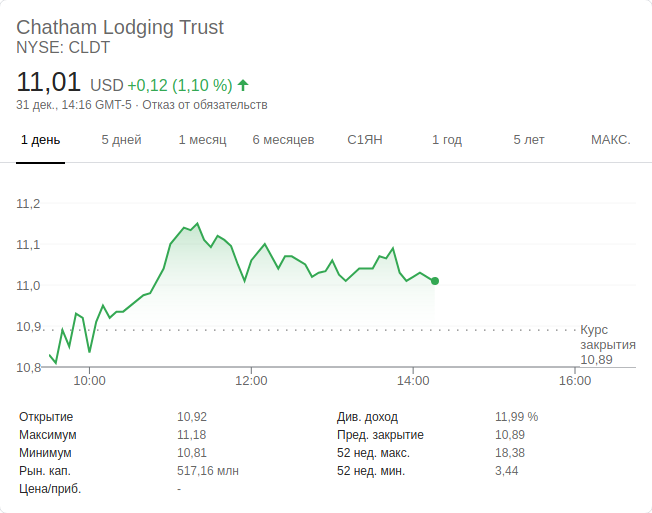 Chatham Lodging Trust
NYSE: CLDT
11,01 USD +0,12 (1,10 %)
31 дек., 14:16 GMT-5 · Отказ от обязательств
1 день 5 дней 1 месяц 6 месяцев С1ЯН 1 год 5 лет МАКС.
11,2
11,1
11,0
10,9
Курс
закрытия
10,89
10,8
10:00 12:00 14:00 16:00
Открытие 10,92 Див. доход 11,99 %
Максимум 11,18 Пред. закрытие 10,89
Минимум 10,81 52 нед. макс. 18,38
Рын. кап. 517,16 млн 52 нед. мин. 3,44
Цена/приб. -